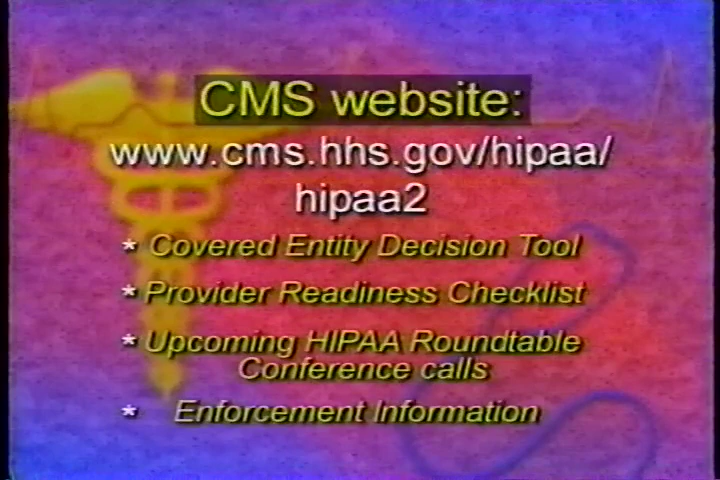 CMS website:
www.cms.hhs.gov/hipaa/
hipaa2
* Covered Entity Decision Tool
* Provider Readiness Checklist
* Upcoming HIPAA Roundtable
Conference calls
* Enforcement Information